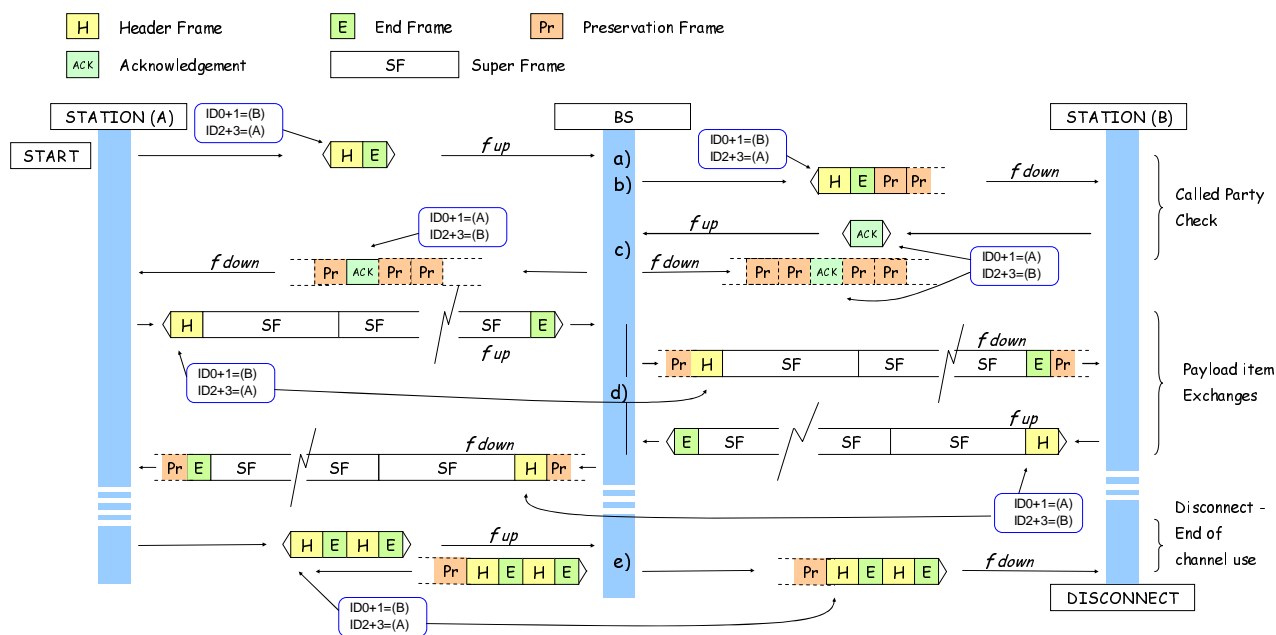 H Header Frame E End Frame Pr Preservation Frame
ACK Acknowledgement SF Super Frame
STATION (A) BS STATION (B)
ID0+1=(B)
ID2+3=(A)
START
H E
f up
a)
ID0+1=(B)
ID2+3=(A)
b)
H E Pr Pr
f down
Called Party
Check
ID0+1=(A)
ID2+3=(B)
f up
ACK
c)
f down
Pr ACK Pr Pr
f down
Pr Pr ACK Pr Pr
ID0+1=(A)
ID2+3=(B)
H SF SF SF E
f up
f down
Pr H SF SF SF E Pr
Payload item
Exchanges
ID0+1=(B)
ID2+3=(A)
d)
f up
E SF SF SF H
f down
Pr E SF SF SF H Pr
ID0+1=(A)
ID2+3=(B)
Disconnect -
End of
channel use
H E H E
f up
Pr H E H E
e)
Pr H E H E
f down
ID0+1=(B)
ID2+3=(A)
DISCONNECT